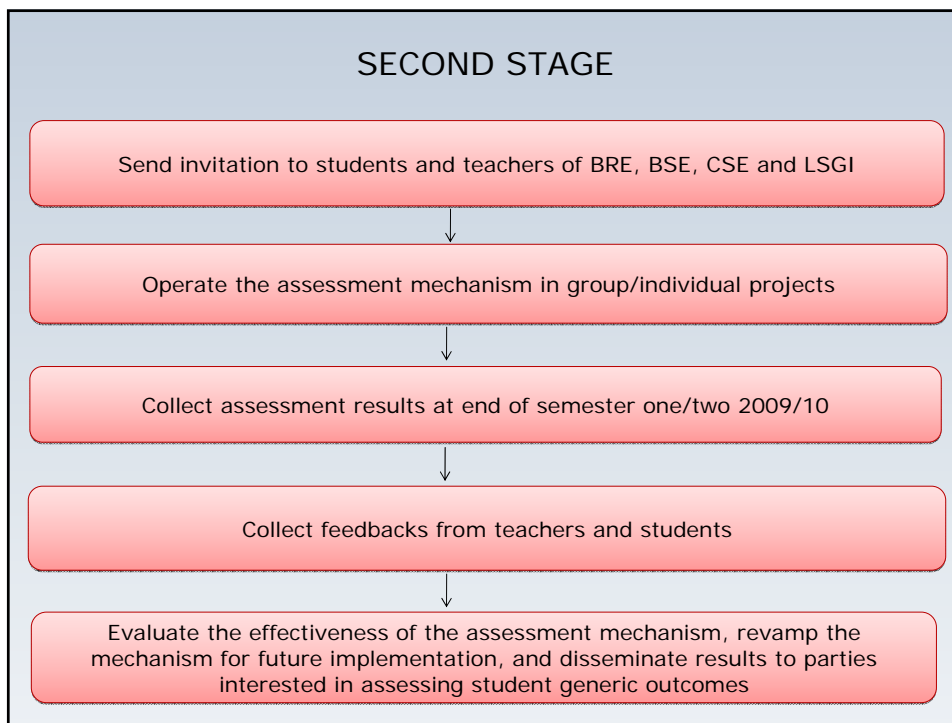 SECOND STAGE
Send invitation to students and teachers of BRE, BSE, CSE and LSGI
Operate the assessment mechanism in group/individual projects
Collect assessment results at end of semester one/two 2009/10
Collect feedbacks from teachers and students
Evaluate the effectiveness of the assessment mechanism, revamp the
mechanism for future implementation, and disseminate results to parties
interested in assessing student generic outcomes